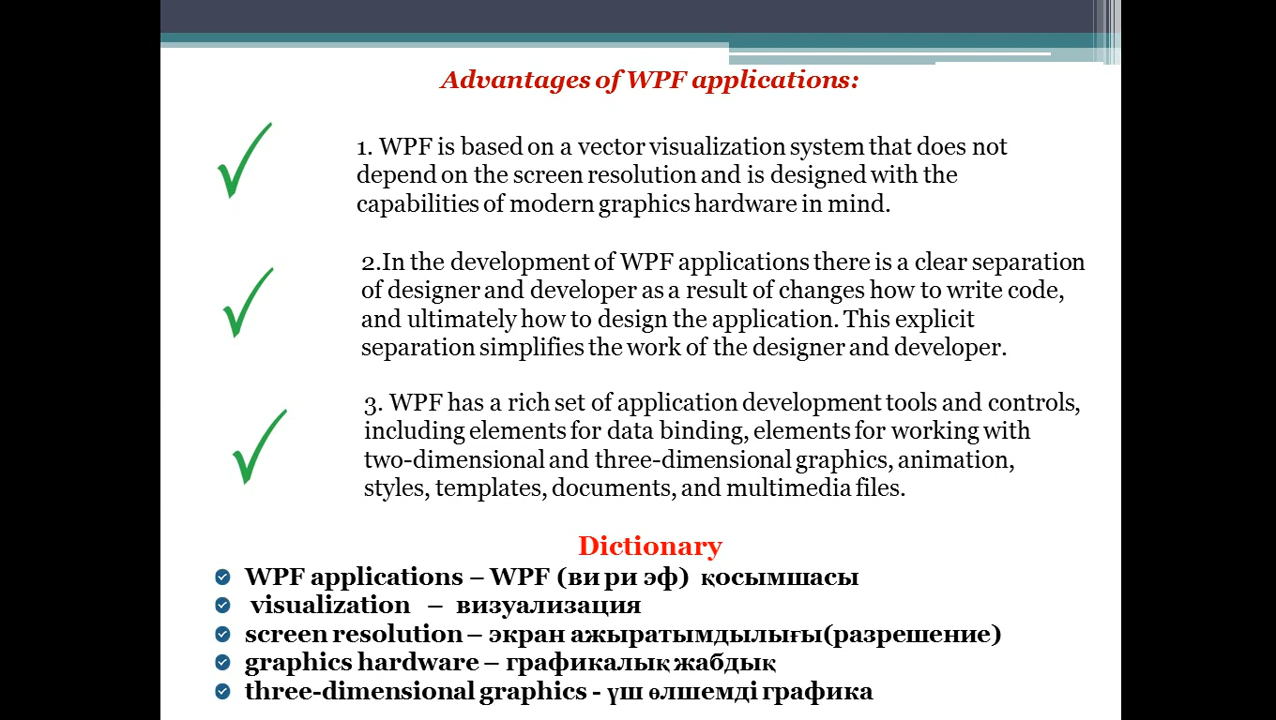 Advantages of WPF applications:
1. WPF is based on a vector visualization system that does not
depend on the screen resolution and is designed with the
capabilities of modern graphics hardware in mind.
2.In the development of WPF applications there is a clear separation
of designer and developer as a result of changes how to write code,
and ultimately how to design the application. This explicit
separation simplifies the work of the designer and developer.
3. WPF has a rich set of application development tools and controls,
including elements for data binding, elements for working with
two-dimensional and three-dimensional graphics, animation,
styles, templates, documents, and multimedia files.
Dictionary
WPF applications – WPF (ви ри эф) қосымшасы
visualization – визуализация
screen resolution – экран ажыратымдылығы(разрешение)
graphics hardware – графикалық жабдық
three-dimensional graphics - үш өлшемді графика